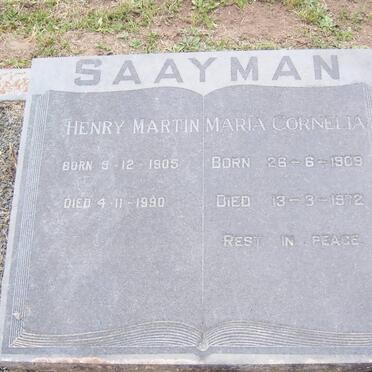 SAAYMAN
HENRY MARTIN
BORN 9-12-1905
DIED 4-11-1990
MARIA CORNELIA
BORN 26-6-1909
DIED 13-3-1972
REST IN PEACE